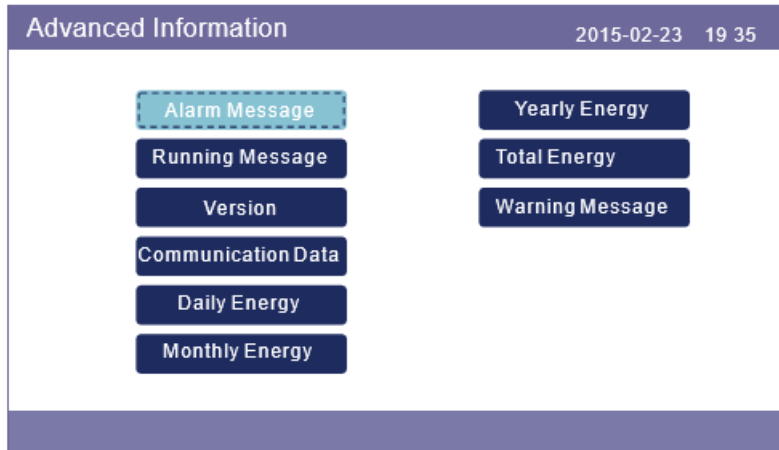 Advanced Information
2015-02-23 19 35
Alarm Message
Running Message
Version
Communication Data
Daily Energy
Monthly Energy
Yearly Energy
Total Energy
Warning Message